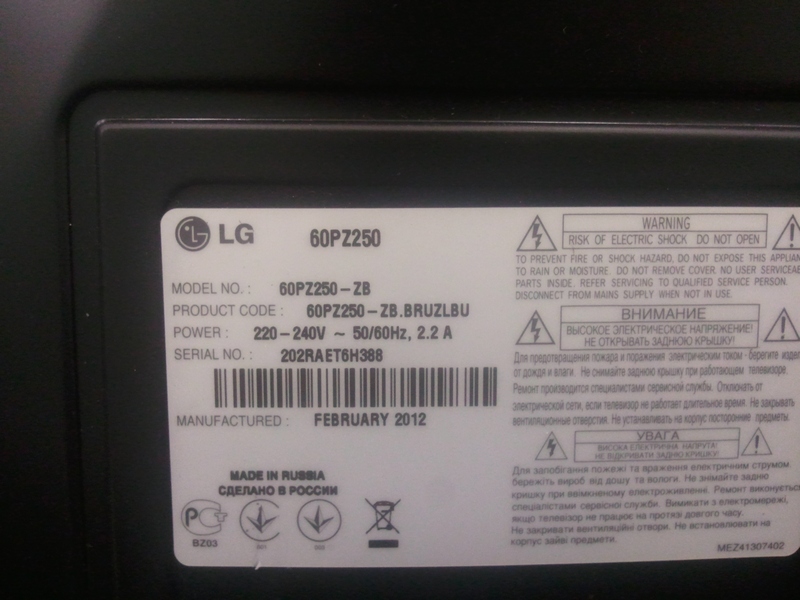 LG 60PZ250
MODEL NO. : 60PZ250-ZB
PRODUCT CODE : 60PZ250-ZB.BRUZLBU
POWER : 220-240V ~ 50/60Hz, 2.2 A
SERIAL NO. : 202RAET6H388
MANUFACTURED : FEBRUARY 2012
MADE IN RUSSIA
СДЕЛАНО В РОССИИ
РСТ
BZ03
WARNING
RISK OF ELECTRIC SHOCK DO NOT OPEN
TO PREVENT FIRE OR SHOCK HAZARD, DO NOT EXPOSE THIS APPLIAN
TO RAIN OR MOISTURE. DO NOT REMOVE COVER. NO USER SERVICEAB
PARTS INSIDE. REFER SERVICING TO QUALIFIED SERVICE PERSON.
DISCONNECT FROM MAINS SUPPLY WHEN NOT IN USE.
ВНИМАНИЕ
ВЫСОКОЕ ЭЛЕКТРИЧЕСКОЕ НАПРЯЖЕНИЕ!
НЕ ОТКРЫВАТЬ ЗАДНЮЮ КРЫШКУ!
Для предотвращения пожара и поражения электрическим током - берегите издел
от дождя и влаги. Не снимайте заднюю крышку при работающем телевизоре.
Ремонт производится специалистами сервисной службы. Отключать от
электрической сети, если телевизор не работает длительное время. Не закрывать
вентиляционные отверстия. Не устанавливать на корпус посторонние предметы.
УВАГА
ВИСОКА ЕЛЕКТРИЧНА НАПРУГА!
НЕ ВІДКРИВАТИ ЗАДНЮ КРИШКУ!
Для запобігання пожежі та враження електричним струмом
бережіть виріб від дощу та вологи. Не знімайте задню
кришку при ввімкненому електроживленні. Ремонт виконується
спеціалістами сервісної служби. Вимикати з електромережі,
якщо телевізор не працює на протязі довгого часу.
Не закривати вентиляційні отвори. Не встановлювати на
корпус зайві предмети.
MEZ41307402